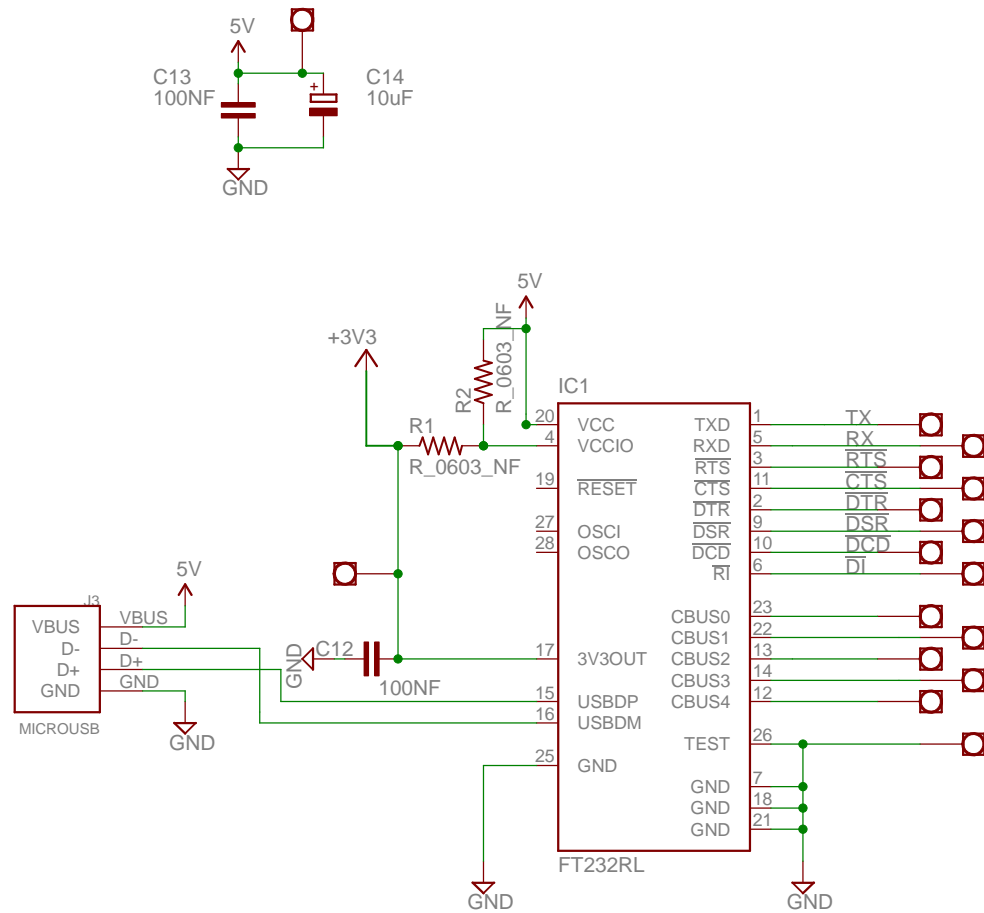 5V
C13
100NF
+
C14
10uF
GND
5V
+3V3
R2
R_0603_NF
R1
R_0603_NF
IC1
20 VCC TXD 1 TX
4 VCCIO RXD 5 RX
RTS 3 RTS
19 RESET CTS 11 CTS
DTR 2 DTR
27 OSCI DSR 9 DSR
28 OSCO DCD 10 DCD
RI 6 DI
CBUS0 23
CBUS1 22
17 3V3OUT CBUS2 13
CBUS3 14
15 USBDP CBUS4 12
16 USBDM
TEST 26
25 GND
GND 7
GND 18
GND 21
FT232RL
GND
GND
GND
C12
100NF
5V
J3
VBUS VBUS
D- D-
D+ D+
GND GND
MICROUSB
GND